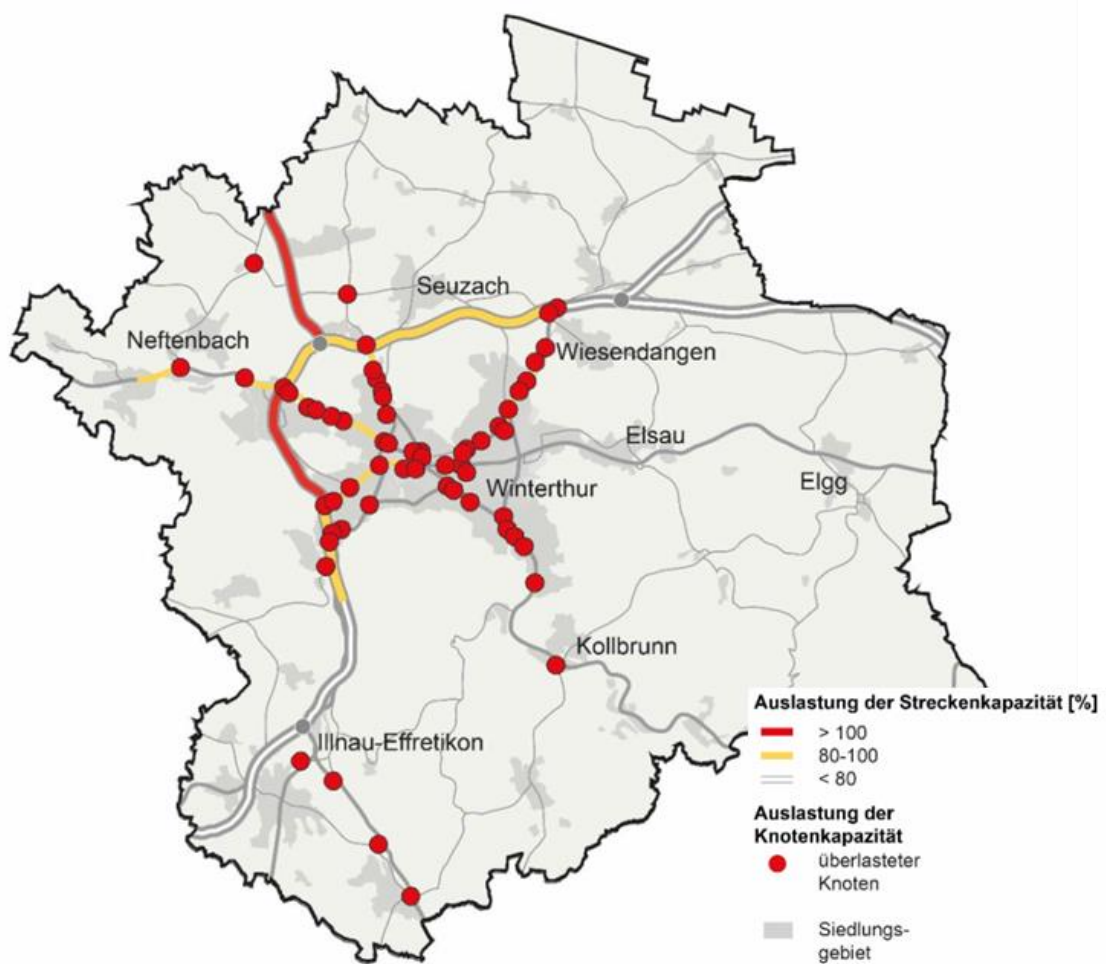 Seuzach
Neftenbach
Wiesendangen
Elsau
Elgg
Winterthur
Kollbrunn
Illnau-Effretikon
Auslastung der Streckenkapazität [%]
> 100
80-100
< 80
Auslastung der
Knotenkapazität
überlasteter
Knoten
Siedlungs-
gebiet